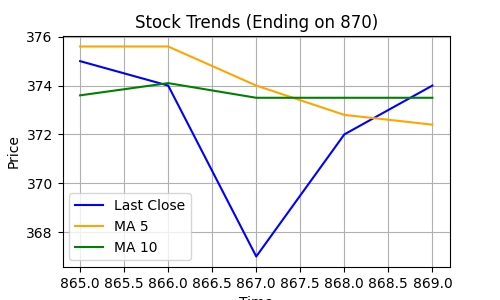 Stock Trends (Ending on 870)
376
374
372
370
368
Price
Last Close
MA 5
MA 10
865.0 865.5 866.0 866.5 867.0 867.5 868.0 868.5 869.0
Time